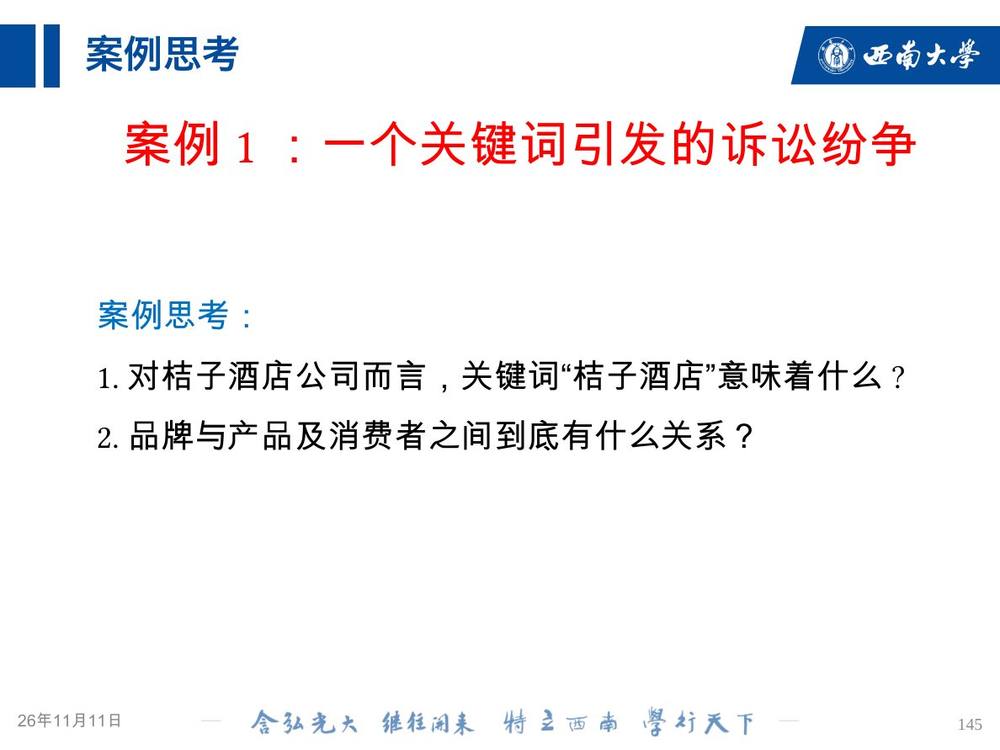 案例思考
西南大学
案例 1 ：一个关键词引发的诉讼纷争
案例思考：
1. 对桔子酒店公司而言，关键词“桔子酒店”意味着什么？
2. 品牌与产品及消费者之间到底有什么关系？
26年11月11日
含弘光大 继往开来 特立西南 學行天下
145